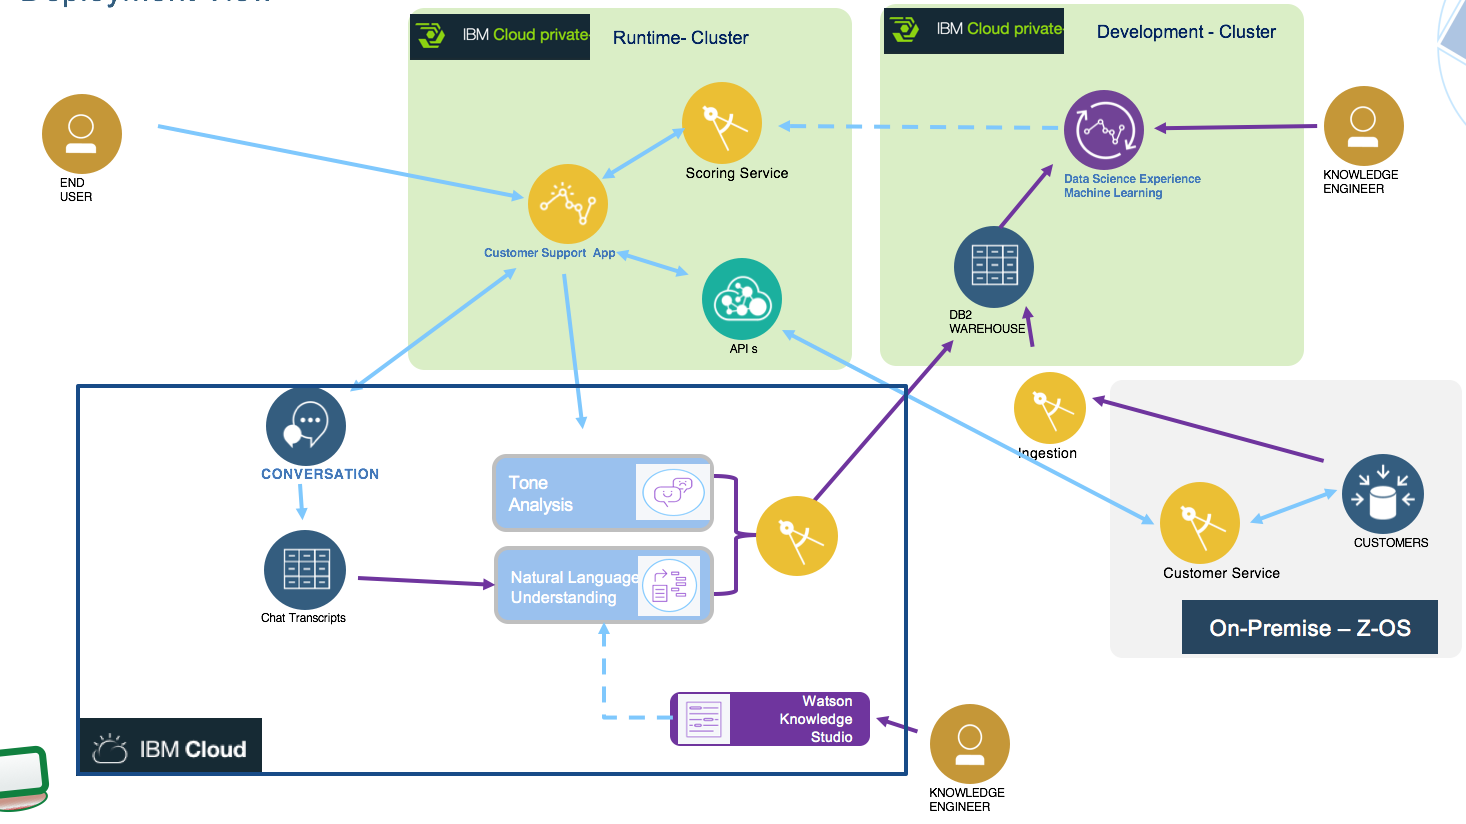 Deployment View
IBM Cloud private
Runtime- Cluster
IBM Cloud private
Development - Cluster
END
USER
Scoring Service
Customer Support App
API s
Data Science Experience
Machine Learning
KNOWLEDGE
ENGINEER
DB2
WAREHOUSE
Ingestion
CONVERSATION
Chat Transcripts
Tone
Analysis
Natural Language
Understanding
Customer Service
CUSTOMERS
On-Premise – Z-OS
Watson
Knowledge
Studio
IBM Cloud
KNOWLEDGE
ENGINEER